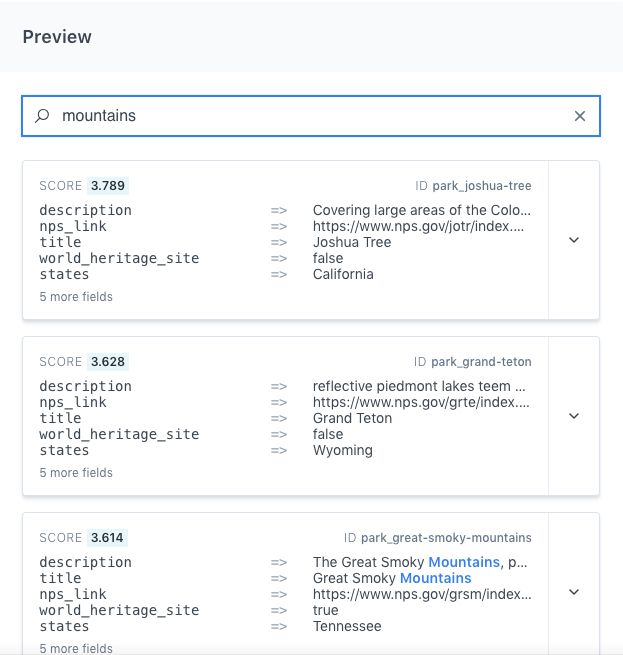 Preview
mountains
SCORE 3.789 ID park_joshua-tree
description => Covering large areas of the Colo...
nps_link => https://www.nps.gov/jotr/index....
title => Joshua Tree
world_heritage_site => false
states => California
5 more fields
SCORE 3.628 ID park_grand-teton
description => reflective piedmont lakes teem ...
nps_link => https://www.nps.gov/grte/index....
title => Grand Teton
world_heritage_site => false
states => Wyoming
5 more fields
SCORE 3.614 ID park_great-smoky-mountains
description => The Great Smoky Mountains, p...
title => Great Smoky Mountains
nps_link => https://www.nps.gov/grsm/index...
world_heritage_site => true
states => Tennessee
5 more fields